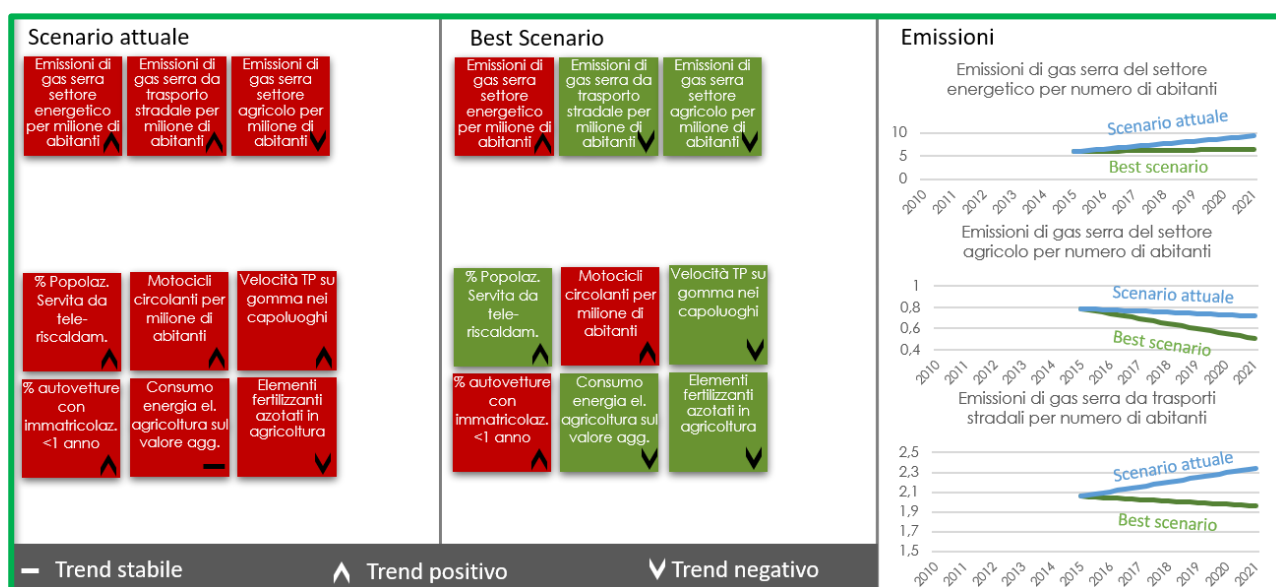 Scenario attuale
Emissioni di
gas serra
settore
energetico
per milione di
abitanti
Emissioni di
gas serra da
trasporto
stradale per
milione di
abitanti
Emissioni di
gas serra
settore
agricolo per
milione di
abitanti
% Popolaz.
Servita da
tele-
riscaldam.
Motocicli
circolanti per
milione di
abitanti
Velocità TP su
gomma nei
capoluoghi
% autovetture
con
immatricolaz.
<1 anno
Consumo
energia el.
agricoltura sul
valore agg.
Elementi
fertilizzanti
azotati in
agricoltura
Best Scenario
Emissioni di
gas serra
settore
energetico
per milione di
abitanti
Emissioni di
gas serra da
trasporto
stradale per
milione di
abitanti
Emissioni di
gas serra
settore
agricolo per
milione di
abitanti
% Popolaz.
Servita da
tele-
riscaldam.
Motocicli
circolanti per
milione di
abitanti
Velocità TP su
gomma nei
capoluoghi
% autovetture
con
immatricolaz.
<1 anno
Consumo
energia el.
agricoltura sul
valore agg.
Elementi
fertilizzanti
azotati in
agricoltura
Emissioni
Emissioni di gas serra del settore
energetico per numero di abitanti
10
5
0
Scenario attuale
Best scenario
2010 2011 2012 2013 2014 2015 2016 2017 2018 2019 2020 2021
Emissioni di gas serra del settore
agricolo per numero di abitanti
1
0,8
0,6
0,4
Scenario attuale
Best scenario
2010 2011 2012 2013 2014 2015 2016 2017 2018 2019 2020 2021
Emissioni di gas serra da trasporti
stradali per numero di abitanti
2,5
2,3
2,1
1,9
1,7
1,5
Scenario attuale
Best scenario
2010 2011 2012 2013 2014 2015 2016 2017 2018 2019 2020 2021
Trend stabile
Trend positivo
Trend negativo